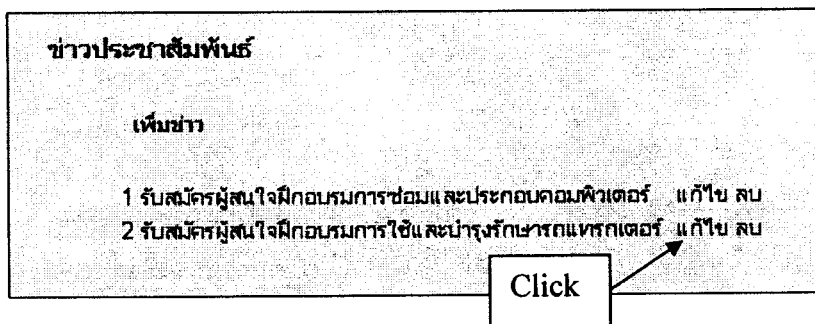 ข่าวประชาสัมพันธ์
เพิ่มข่าว
1 รับสมัครผู้สนใจฝึกอบรมการซ่อมและประกอบคอมพิวเตอร์ แก้ไข ลบ
2 รับสมัครผู้สนใจฝึกอบรมการใช้และบำรุงรักษารถแทรกเตอร์ แก้ไข ลบ
Click